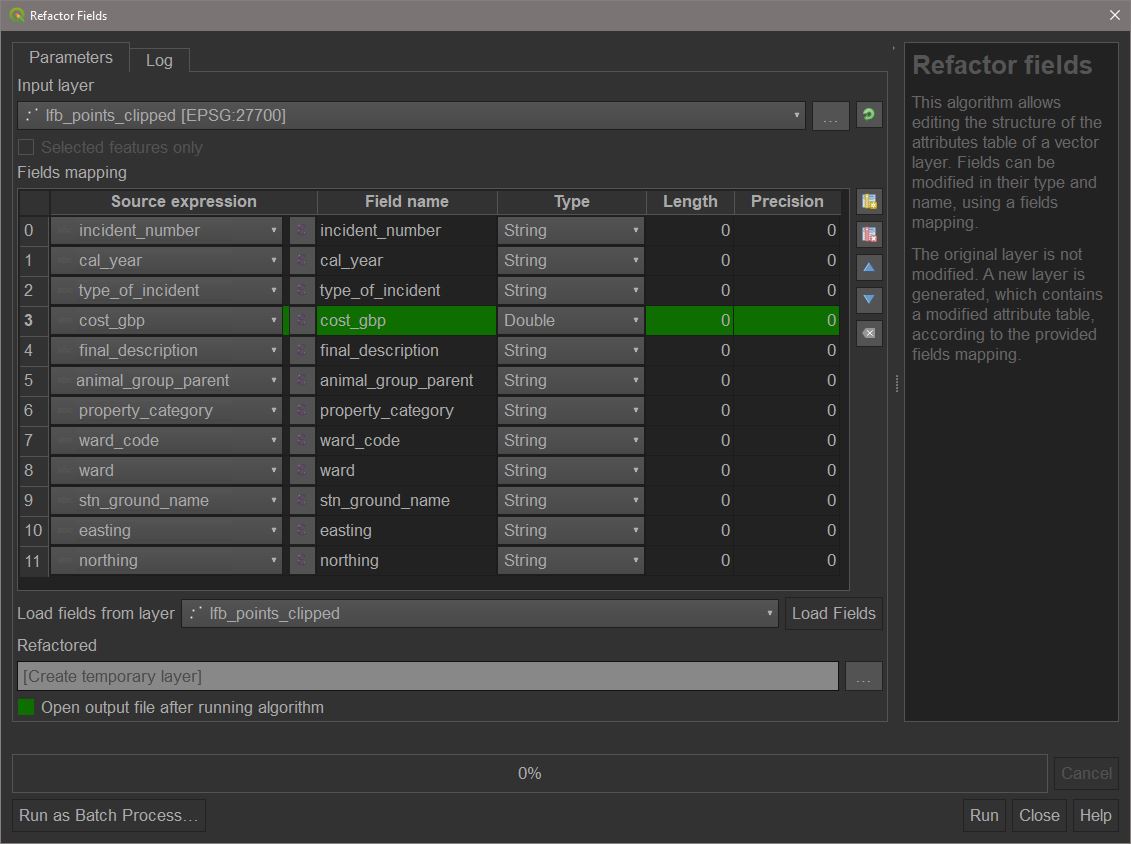 Refactor Fields
Parameters
Log
Input layer
lfb_points_clipped [EPSG:27700]
...
Selected features only
Fields mapping
Source expression Field name Type Length Precision
0 incident_number incident_number String 0 0
1 cal_year cal_year String 0 0
2 type_of_incident type_of_incident String 0 0
3 cost_gbp cost_gbp Double 0 0
4 final_description final_description String 0 0
5 animal_group_parent animal_group_parent String 0 0
6 property_category property_category String 0 0
7 ward_code ward_code String 0 0
8 ward ward String 0 0
9 stn_ground_name stn_ground_name String 0 0
10 easting easting String 0 0
11 northing northing String 0 0
Load fields from layer lfb_points_clipped Load Fields
Refactored
[Create temporary layer] ...
Open output file after running algorithm
Refactor fields
This algorithm allows
editing the structure of the
attributes table of a vector
layer. Fields can be
modified in their type and
name, using a fields
mapping.
The original layer is not
modified. A new layer is
generated, which contains
a modified attribute table,
according to the provided
fields mapping.
0%
Cancel
Run as Batch Process... Run Close Help